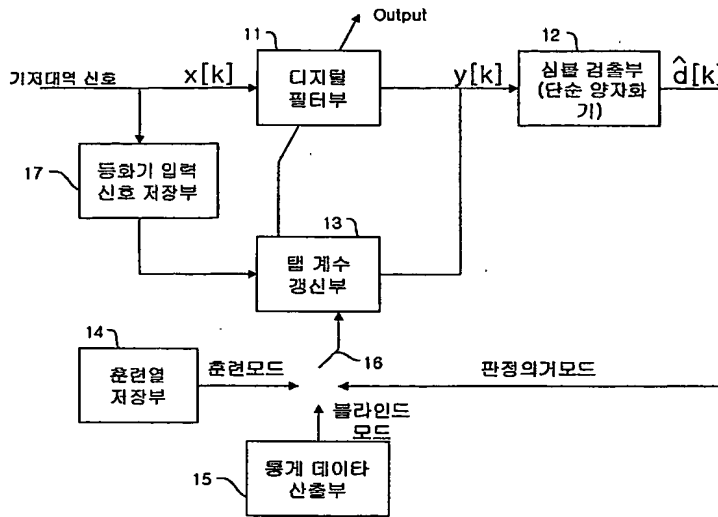 Output
11
12
기저대역 신호
x[k]
디지털
필터부
y[k]
심볼 검출부
(단순 양자화
기)
d̂[k]
17
등화기 입력
신호 저장부
13
탭 계수
갱신부
14
훈련열
저장부
훈련모드
16
판정의거모드
블라인드
모드
15
통계 데이타
산출부